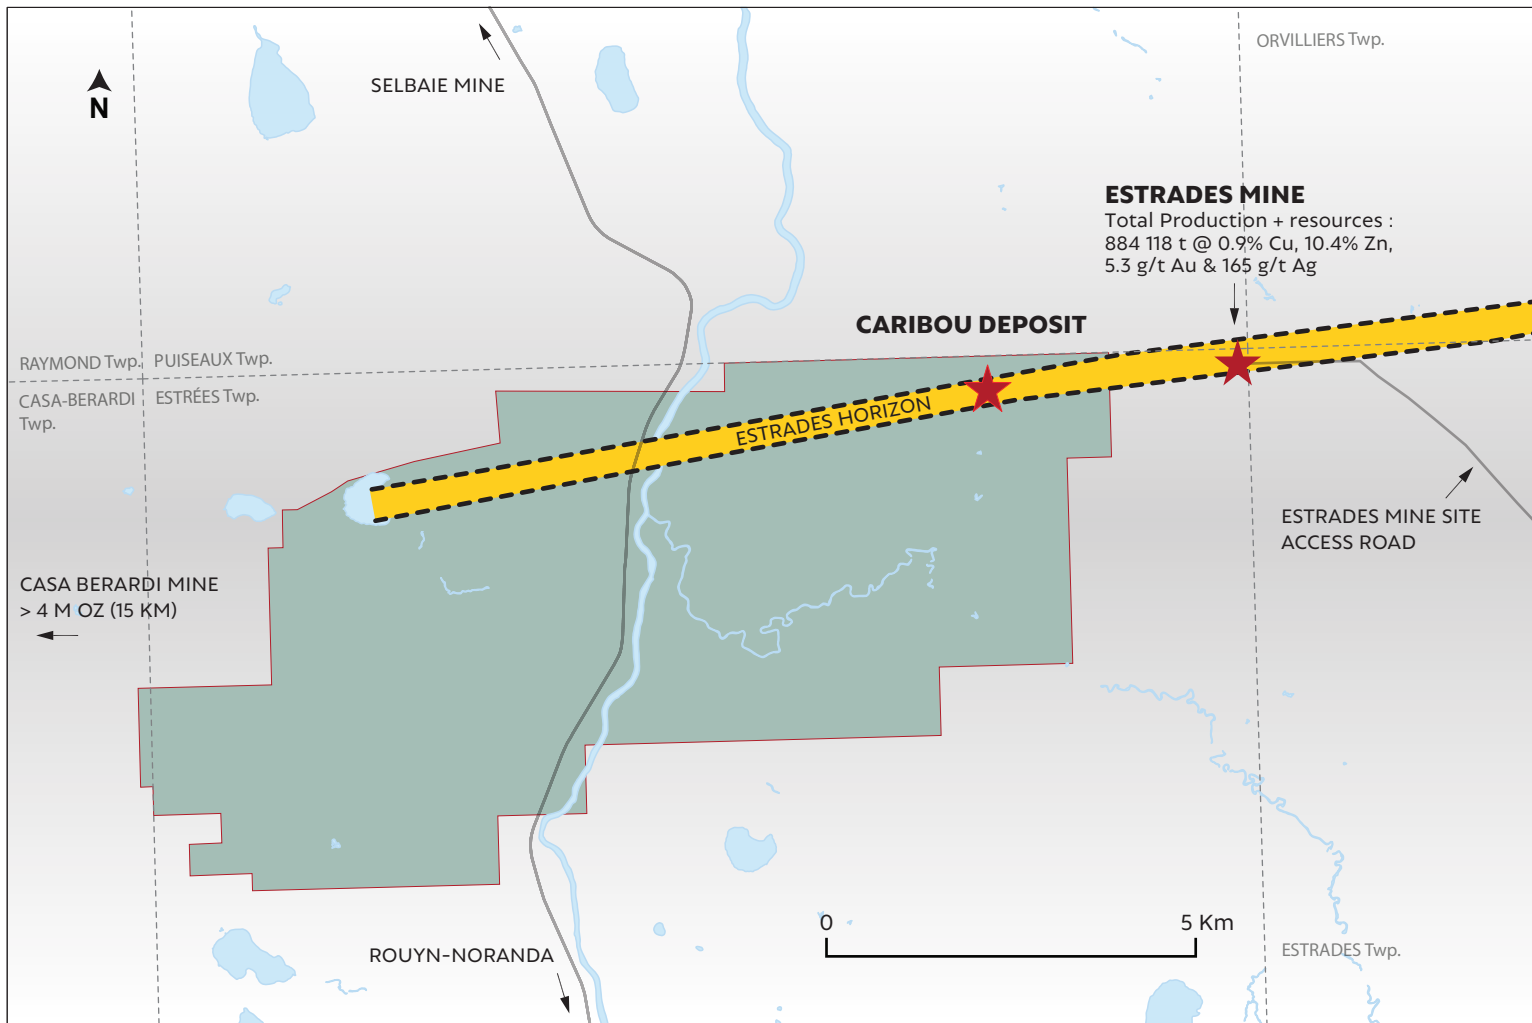 ORVILLIERS Twp.
SELBAIE MINE
N
ESTRADES MINE
Total Production + resources :
884 118 t @ 0.9% Cu, 10.4% Zn,
5.3 g/t Au & 165 g/t Ag
CARIBOU DEPOSIT
RAYMOND Twp.
PUISEAUX Twp.
CASA-BERARDI
Twp.
ESTRÉES Twp.
ESTRADES HORIZON
ESTRADES MINE SITE
ACCESS ROAD
CASA BERARDI MINE
> 4 M OZ (15 KM)
0
5 Km
ROUYN-NORANDA
ESTRADES Twp.